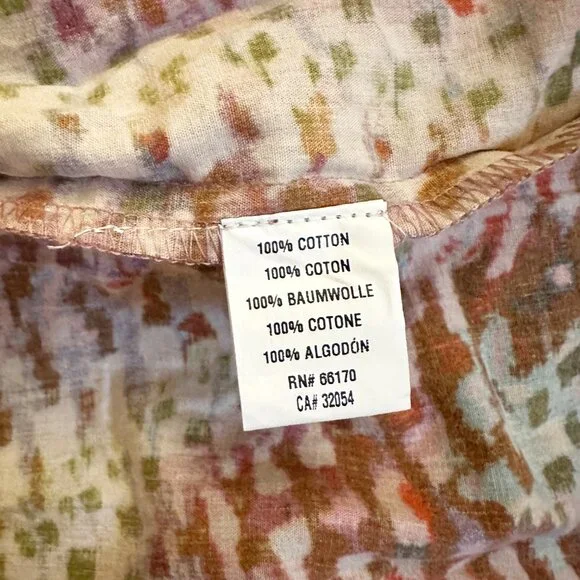 100% COTTON
100% COTON
100% BAUMWOLLE
100% COTONE
100% ALGODÓN
RN# 66170
CA# 32054